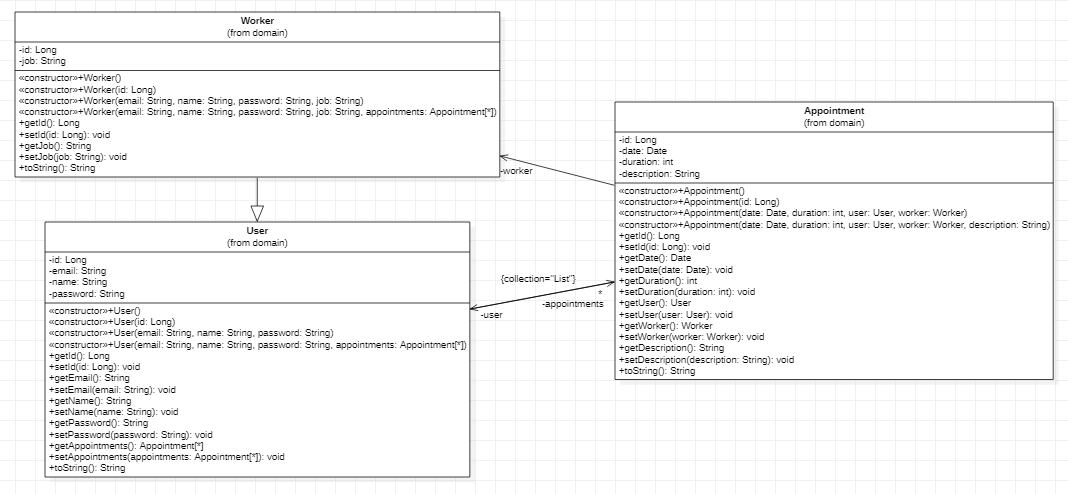 Worker
(from domain)
-id: Long
-job: String
«constructor»+Worker()
«constructor»+Worker(id: Long)
«constructor»+Worker(email: String, name: String, password: String, job: String)
«constructor»+Worker(email: String, name: String, password: String, job: String, appointments: Appointment[*])
+getId(): Long
+setId(id: Long): void
+getJob(): String
+setJob(job: String): void
+toString(): String
-worker
Appointment
(from domain)
-id: Long
-date: Date
-duration: int
-description: String
«constructor»+Appointment()
«constructor»+Appointment(id: Long)
«constructor»+Appointment(date: Date, duration: int, user: User, worker: Worker)
«constructor»+Appointment(date: Date, duration: int, user: User, worker: Worker, description: String)
+getId(): Long
+setId(id: Long): void
+getDate(): Date
+setDate(date: Date): void
+getDuration(): int
+setDuration(duration: int): void
+getUser(): User
+setUser(user: User): void
+getWorker(): Worker
+setWorker(worker: Worker): void
+getDescription(): String
+setDescription(description: String): void
+toString(): String
User
(from domain)
-id: Long
-email: String
-name: String
-password: String
«constructor»+User()
«constructor»+User(id: Long)
«constructor»+User(email: String, name: String, password: String)
«constructor»+User(email: String, name: String, password: String, appointments: Appointment[*])
+getId(): Long
+setId(id: Long): void
+getEmail(): String
+setEmail(email: String): void
+getName(): String
+setName(name: String): void
+getPassword(): String
+setPassword(password: String): void
+getAppointments(): Appointment[*]
+setAppointments(appointments: Appointment[*]): void
+toString(): String
{collection="List"}
*
-appointments
-user